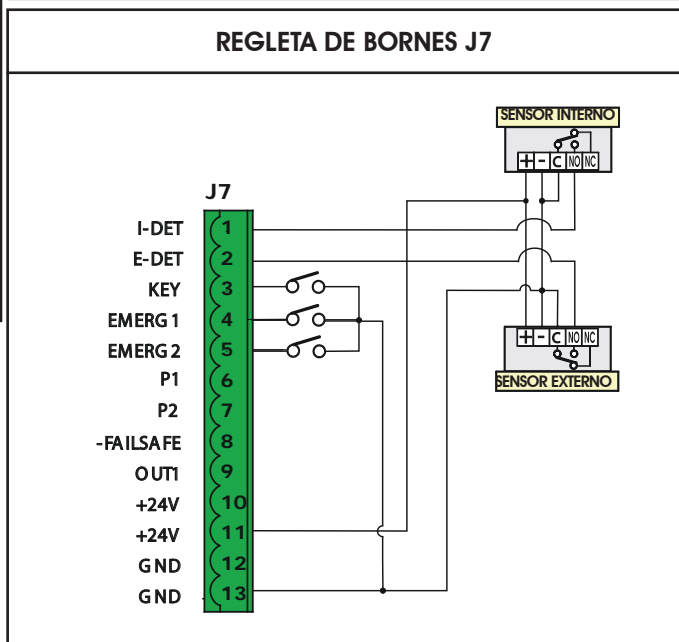 REGLETA DE BORNES J7
SENSOR INTERNO
+ - C NO NC
J7
I-DET 1
E-DET 2
KEY 3
EMERG 1 4
EMERG 2 5
P1 6
P2 7
-FAILSAFE 8
OUT1 9
+24V 10
+24V 11
GND 12
GND 13
+ - C NO NC
SENSOR EXTERNO